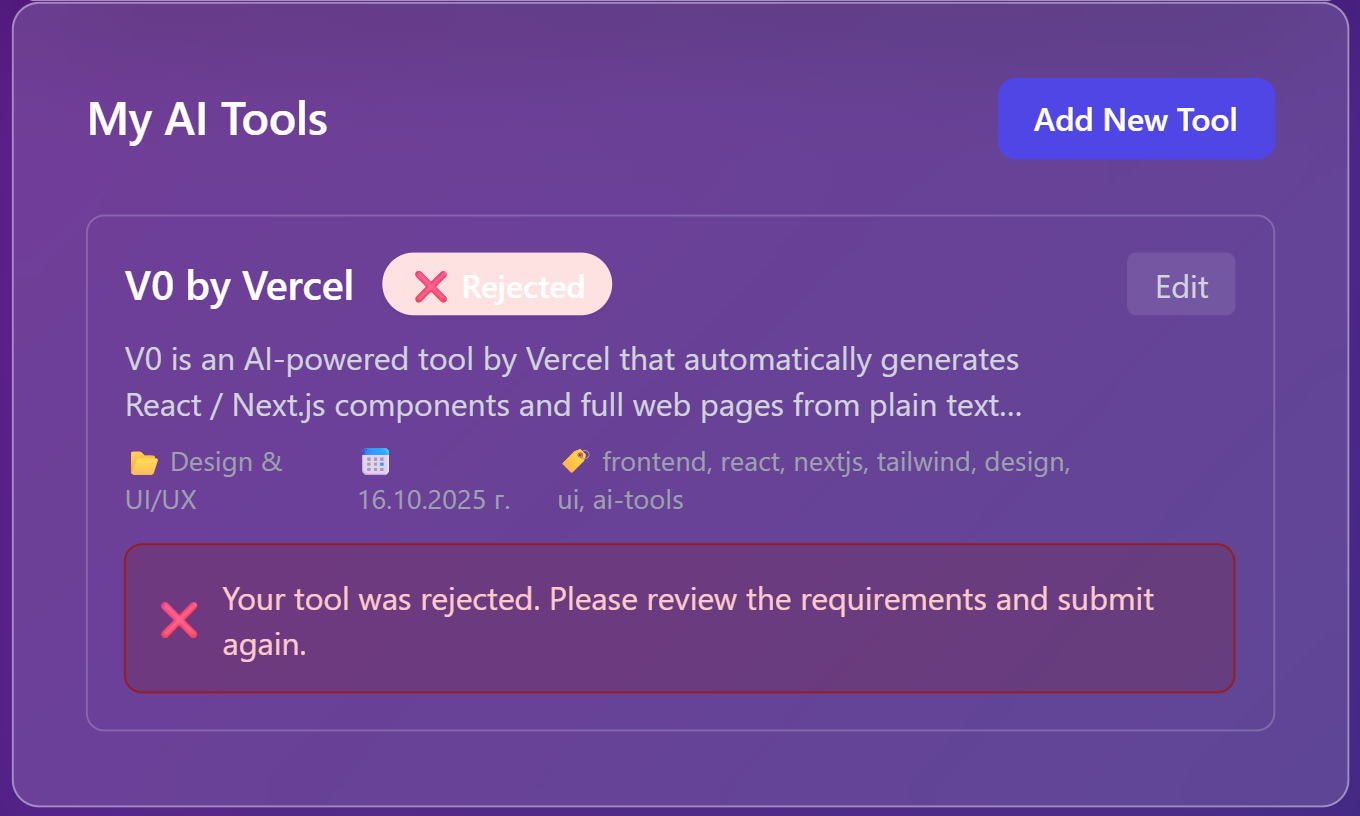 My AI Tools
Add New Tool
V0 by Vercel
Rejected
Edit
V0 is an AI-powered tool by Vercel that automatically generates
React / Next.js components and full web pages from plain text...
Design &
UI/UX
16.10.2025 г.
frontend, react, nextjs, tailwind, design,
ui, ai-tools
Your tool was rejected. Please review the requirements and submit
again.